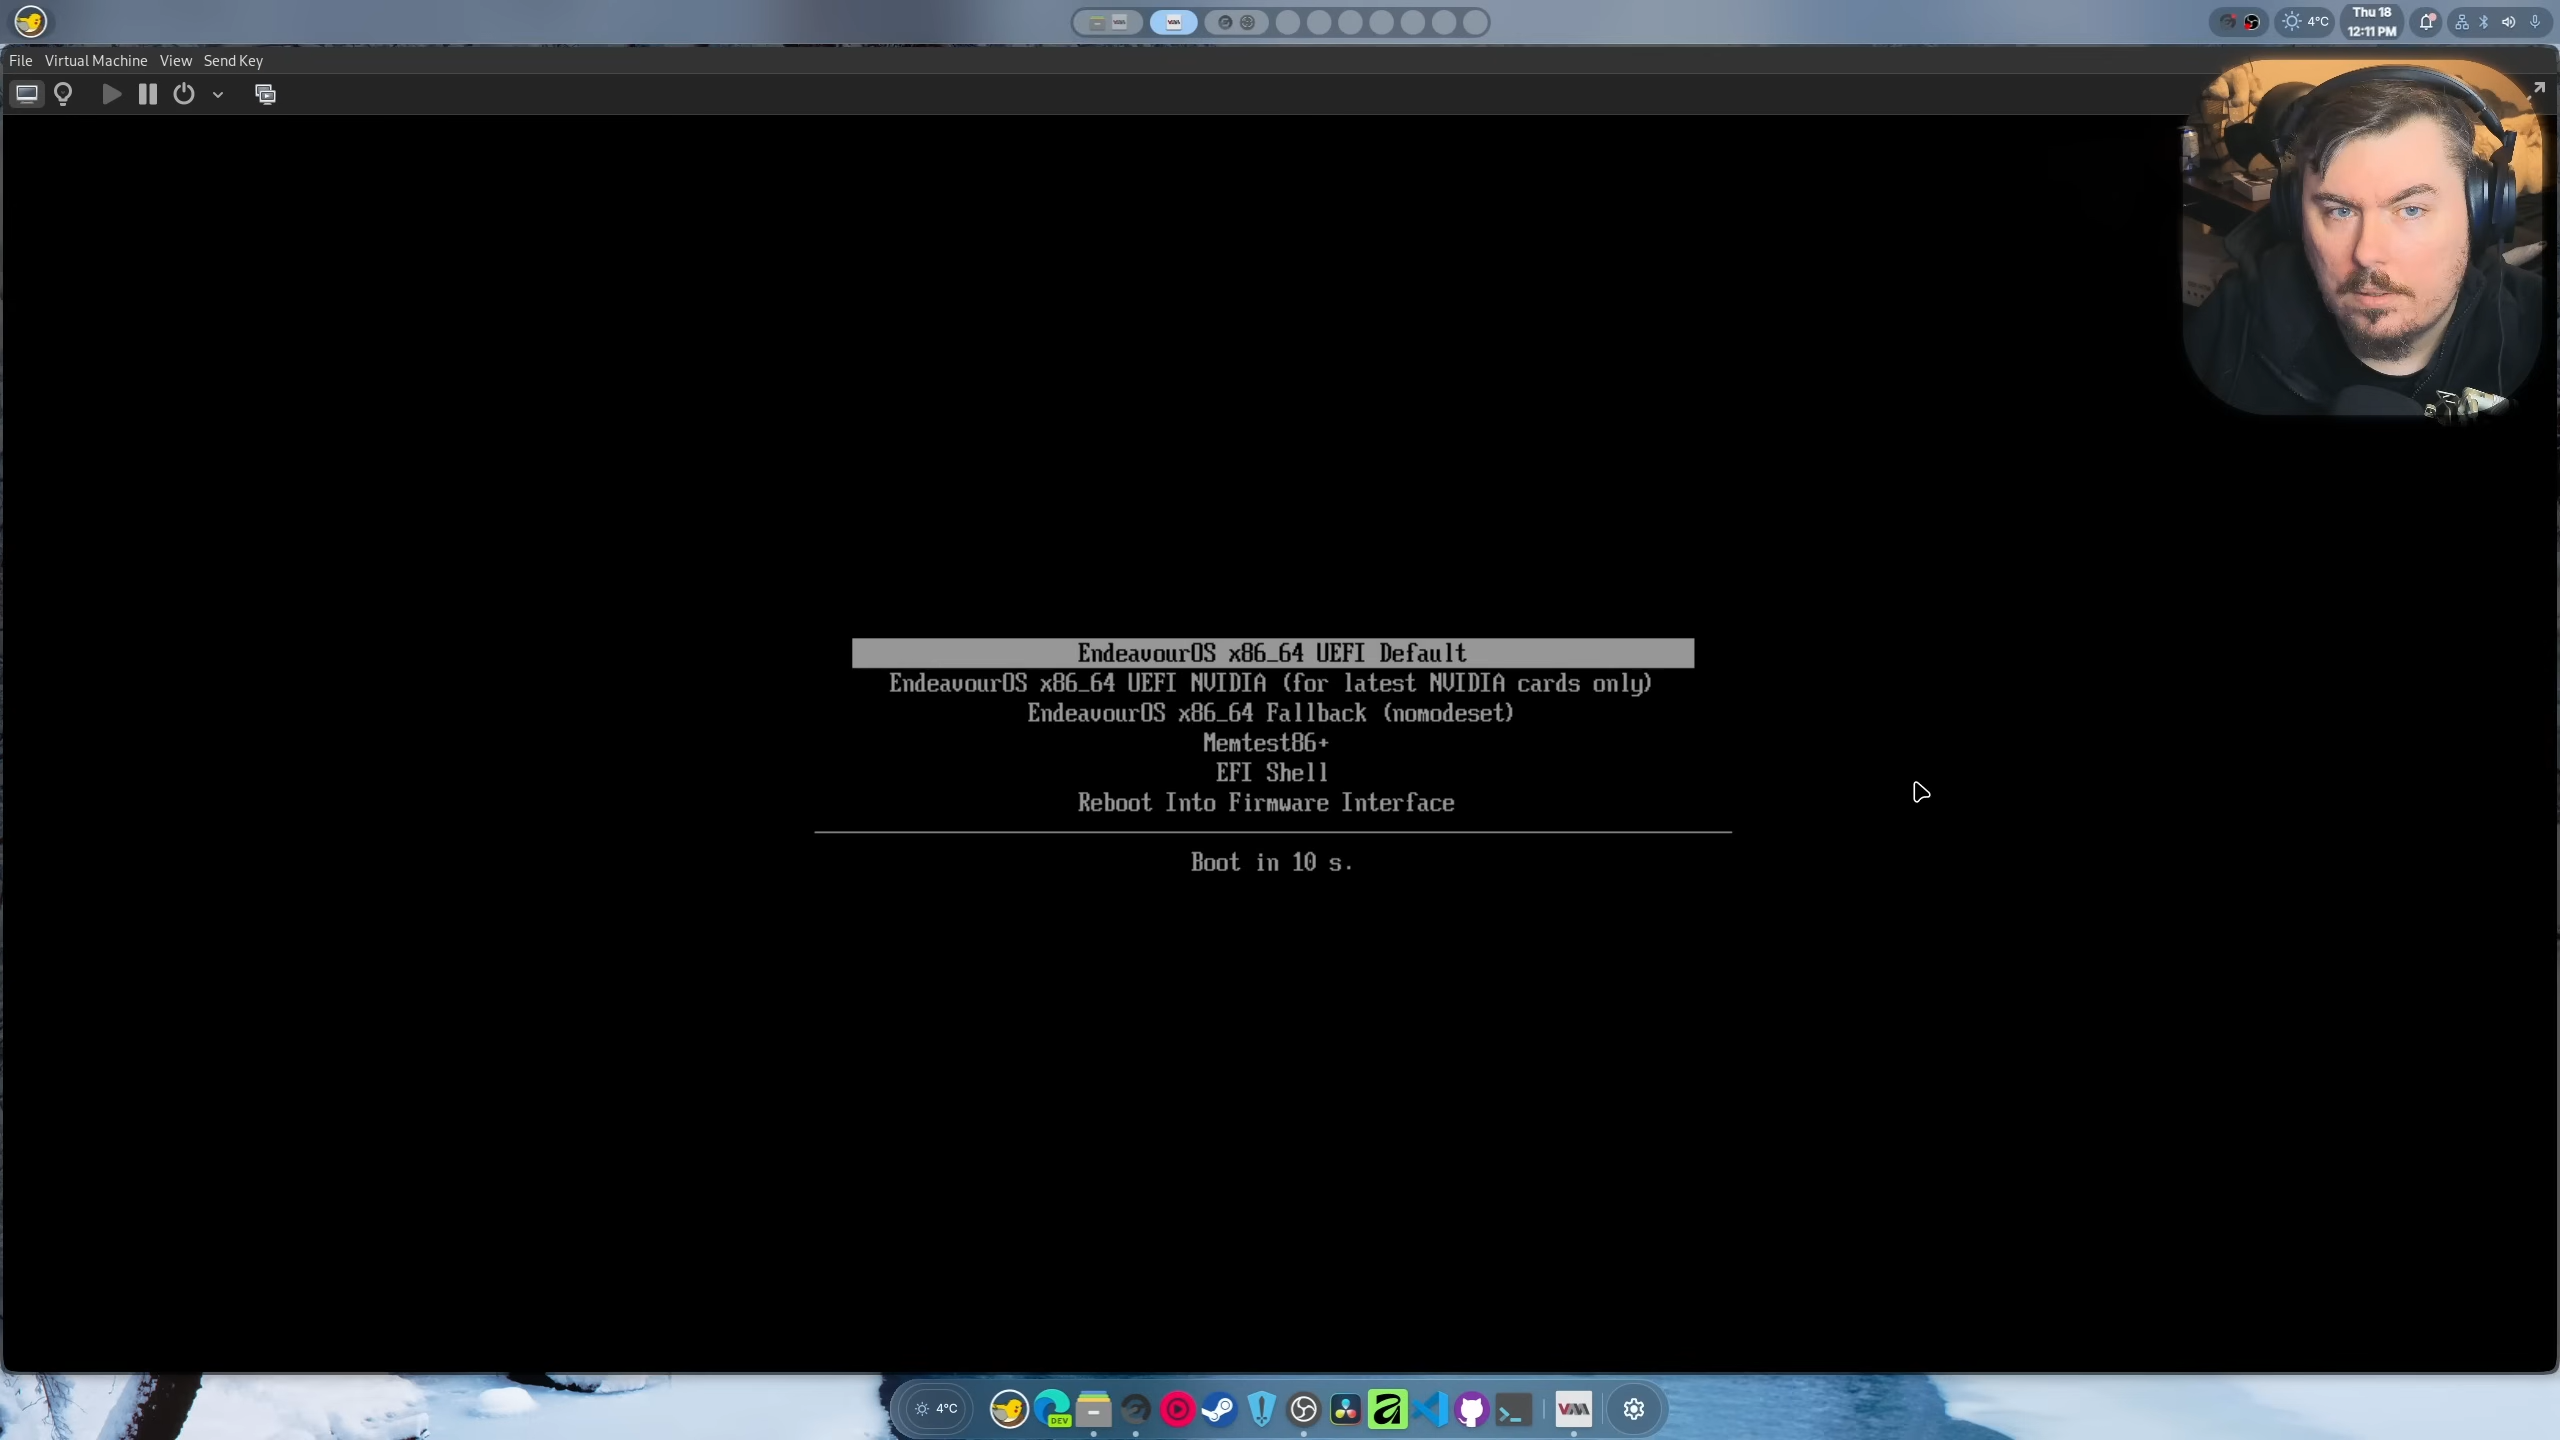 4°C
Thu 18
12:11 PM
File Virtual Machine View Send Key
EndeavourOS x86_64 UEFI Default
EndeavourOS x86_64 UEFI NVIDIA (for latest NVIDIA cards only)
EndeavourOS x86_64 Fallback (nomodeset)
Memtest86+
EFI Shell
Reboot Into Firmware Interface
Boot in 10 s.
4°C
DEV